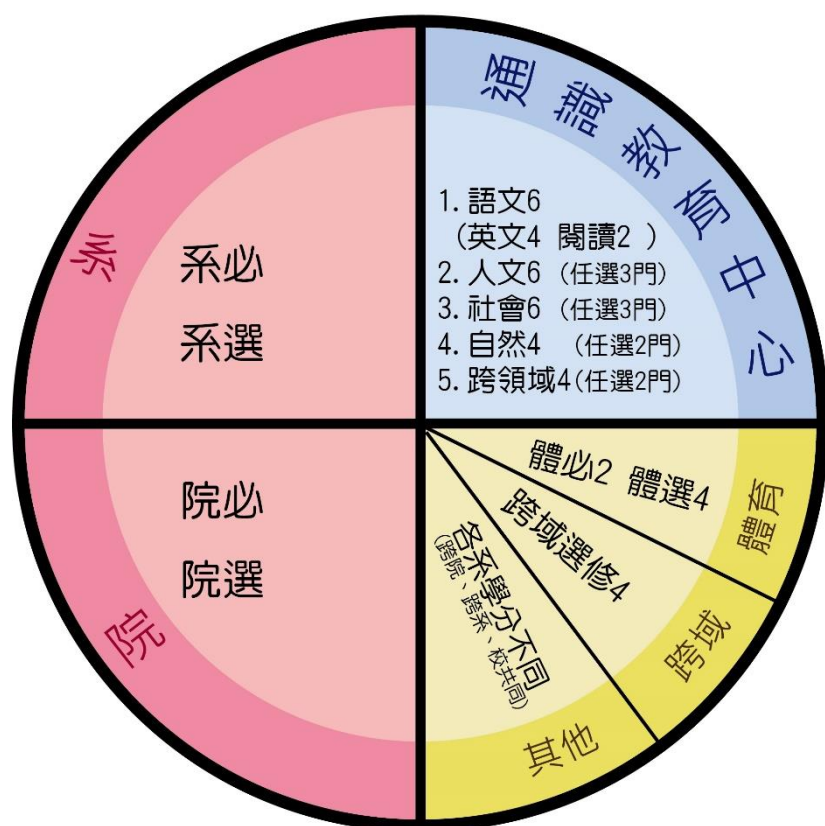 系
系必
系選
通識教育中心
1. 語文6
(英文4 閱讀2 )
2. 人文6 (任選3門)
3. 社會6 (任選3門)
4. 自然4 (任選2門)
5. 跨領域4(任選2門)
院必
院選
院
體必2 體選4
體育
跨域選修4
跨域
各系學分不同
(跨院、跨系、校共同)
其他